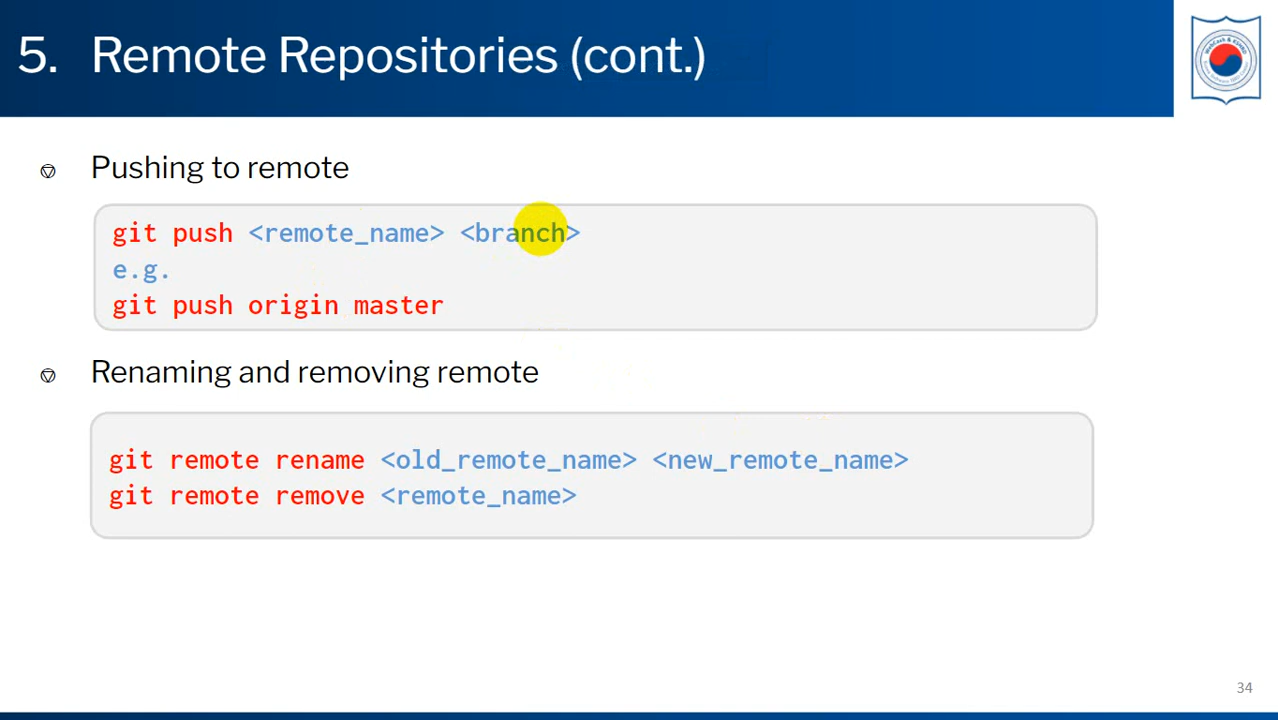 5. Remote Repositories (cont.)
Pushing to remote
git push <remote_name> <branch>
e.g.
git push origin master
Renaming and removing remote
git remote rename <old_remote_name> <new_remote_name>
git remote remove <remote_name>
34